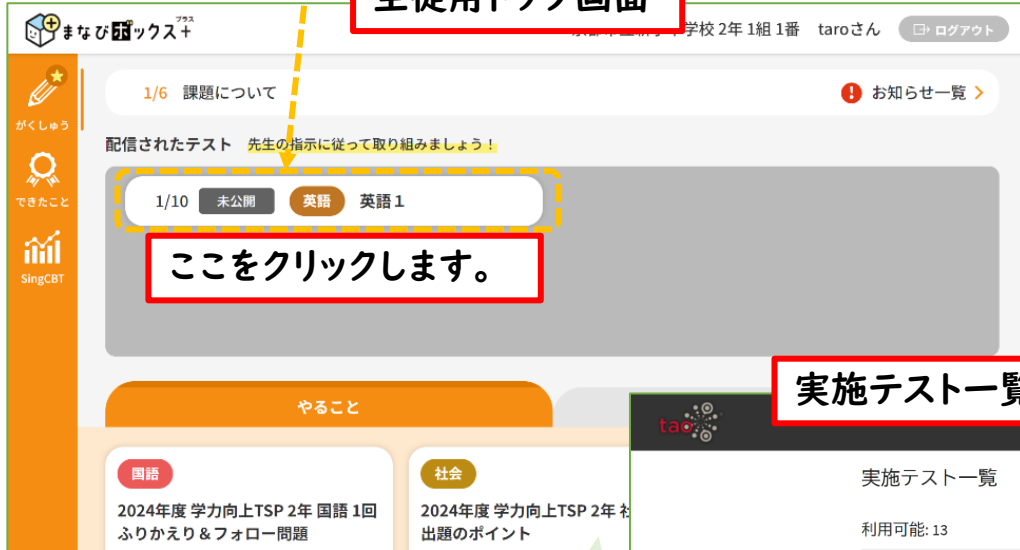 生徒用トップ画面
まなびボックス+
プラス
学校 2年 1組 1番 taroさん ログアウト
がくしゅう
できたこと
SingCBT
1/6 課題について
お知らせ一覧
配信されたテスト 先生の指示に従って取り組みましょう!
1/10 未公開 英語 英語1
ここをクリックします。
やること
国語
2024年度 学力向上TSP 2年 国語 1回
ふりかえり&フォロー問題
社会
2024年度 学力向上TSP 2年
出題のポイント
実施テスト一覧
tao
実施テスト一覧
利用可能: 13